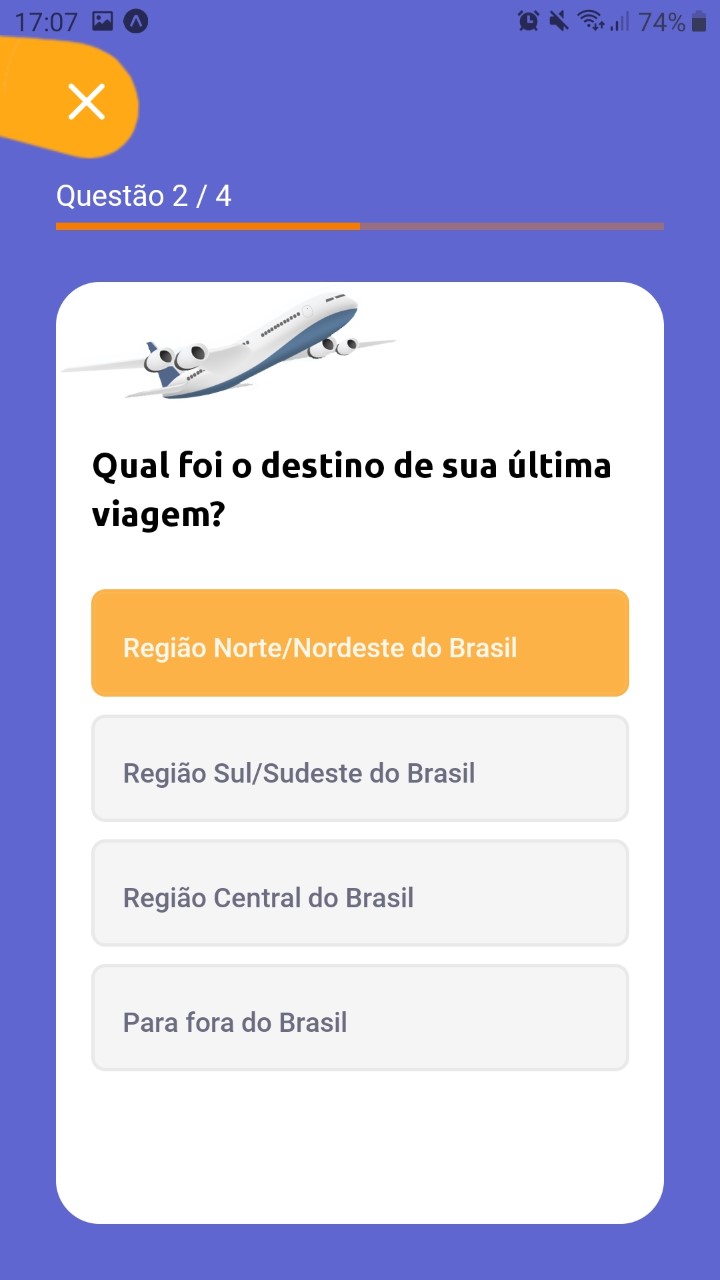 17:07
74%
Questão 2 / 4
Qual foi o destino de sua última
viagem?
Região Norte/Nordeste do Brasil
Região Sul/Sudeste do Brasil
Região Central do Brasil
Para fora do Brasil